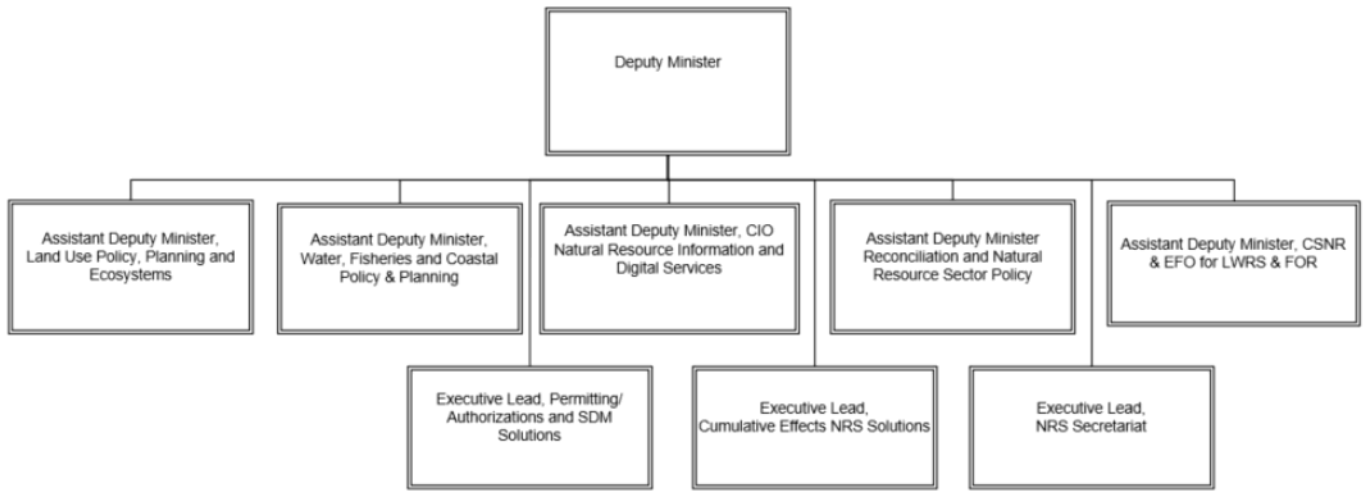 Deputy Minister
Assistant Deputy Minister,
Land Use Policy, Planning and
Ecosystems
Assistant Deputy Minister,
Water, Fisheries and Coastal
Policy & Planning
Assistant Deputy Minister, CIO
Natural Resource Information and
Digital Services
Assistant Deputy Minister
Reconciliation and Natural
Resource Sector Policy
Assistant Deputy Minister, CSNR
& EFO for LWRS & FOR
Executive Lead, Permitting/
Authorizations and SDM
Solutions
Executive Lead,
Cumulative Effects NRS Solutions
Executive Lead,
NRS Secretariat